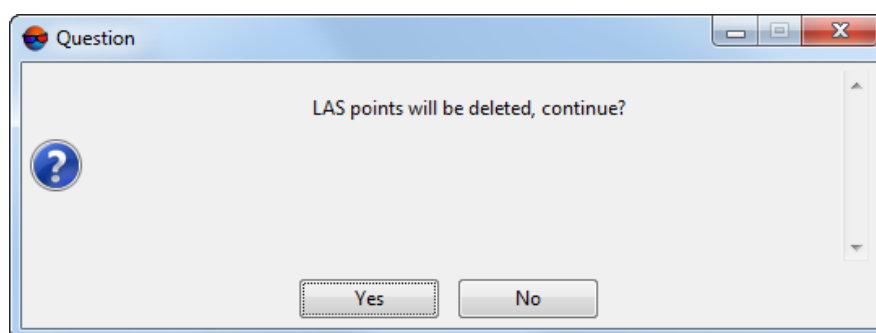 Question
LAS points will be deleted, continue?
Yes
No